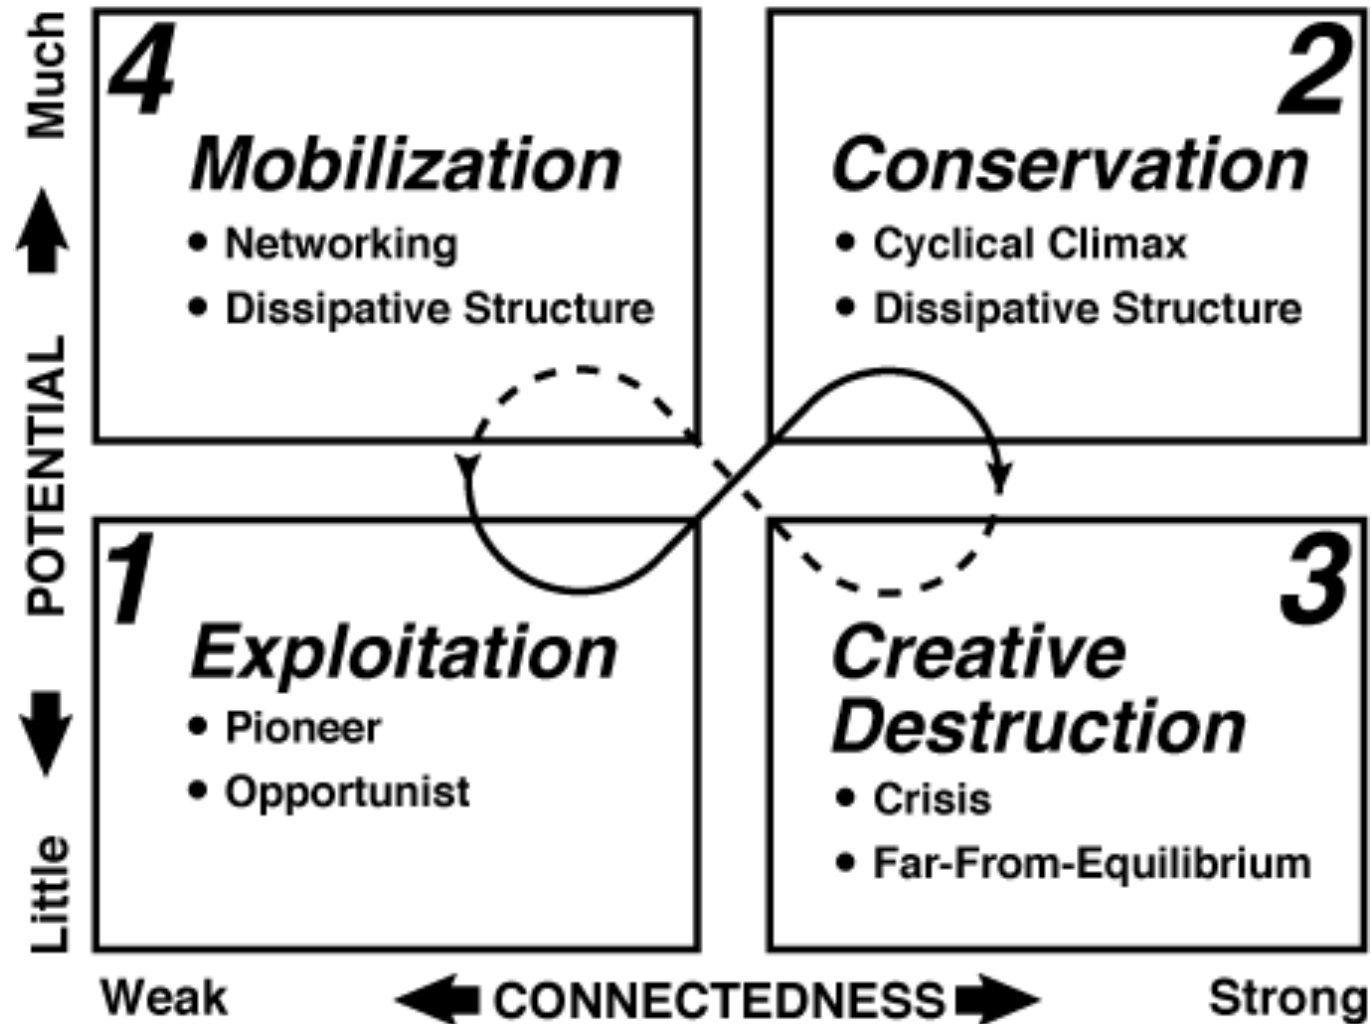 Much
POTENTIAL
Little
4
Mobilization
• Networking
• Dissipative Structure
2
Conservation
• Cyclical Climax
• Dissipative Structure
1
Exploitation
• Pioneer
• Opportunist
3
Creative
Destruction
• Crisis
• Far-From-Equilibrium
Weak
CONNECTEDNESS
Strong